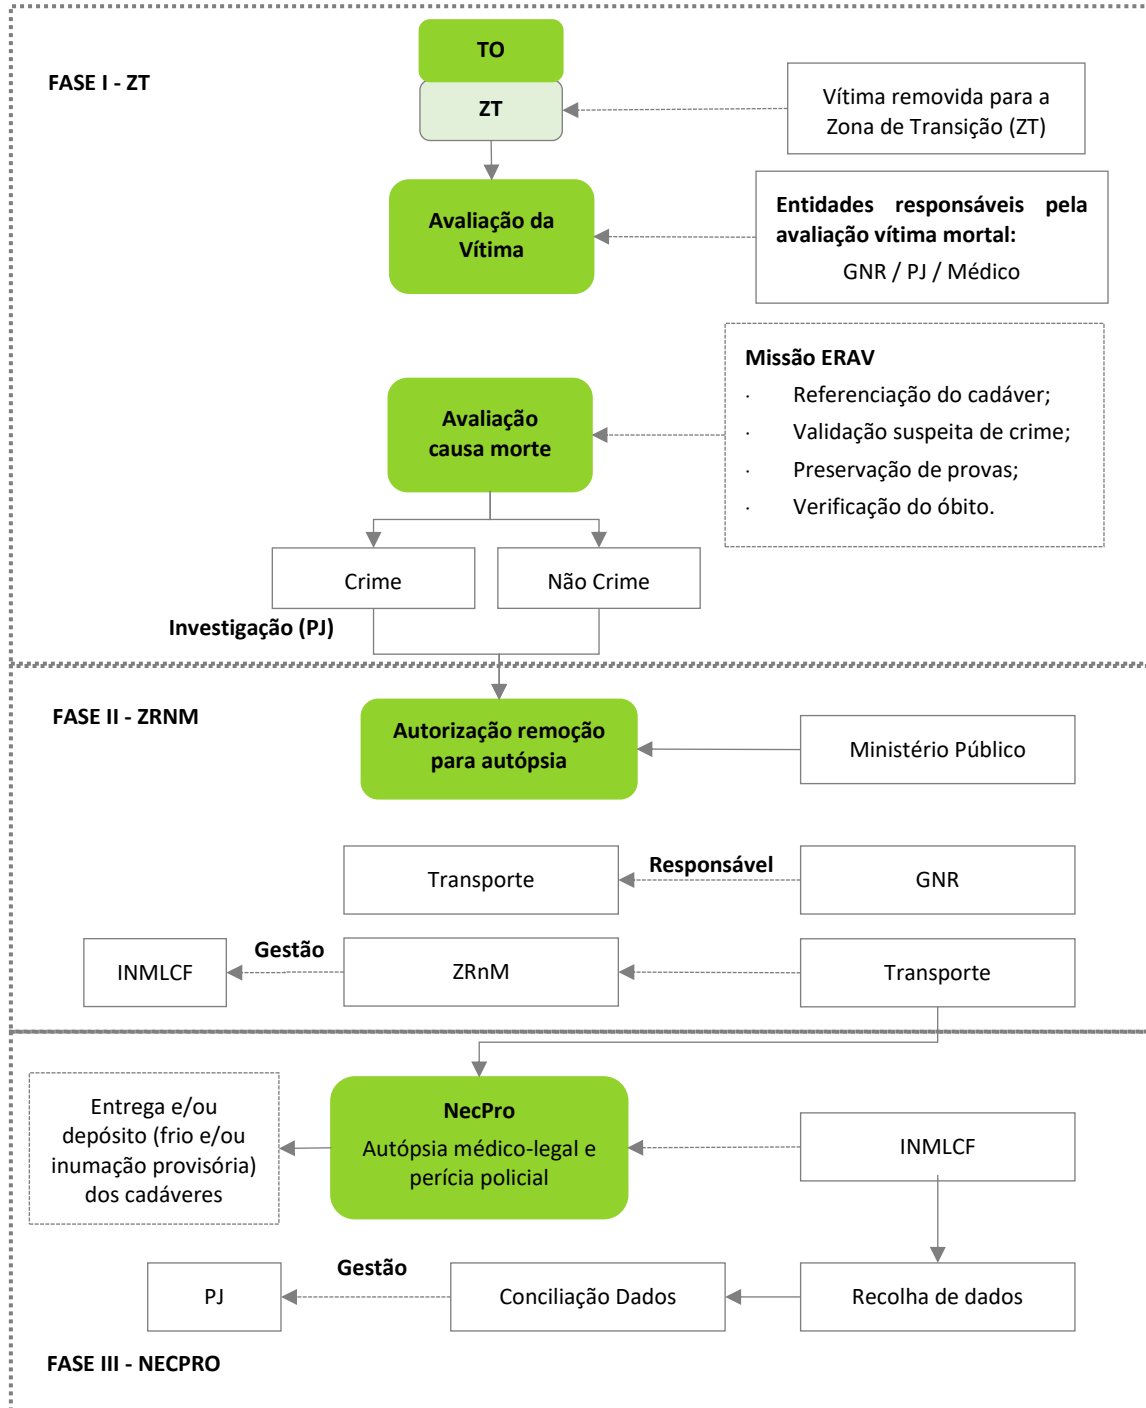 TO
FASE I - ZT
ZT
Vítima removida para a
Zona de Transição (ZT)
Avaliação da
Vítima
Entidades responsáveis pela
avaliação vítima mortal:
GNR / PJ / Médico
Missão ERAV
· Referenciação do cadáver;
· Validação suspeita de crime;
· Preservação de provas;
· Verificação do óbito.
Avaliação
causa morte
Crime
Não Crime
Investigação (PJ)
FASE II - ZRNM
Autorização remoção
para autópsia
Ministério Público
Transporte
Responsável
GNR
INMLCF
Gestão
ZRnM
Transporte
Entrega e/ou
depósito (frio e/ou
inumação provisória)
dos cadáveres
NecPro
Autópsia médico-legal e
perícia policial
INMLCF
PJ
Gestão
Conciliação Dados
Recolha de dados
FASE III - NECPRO